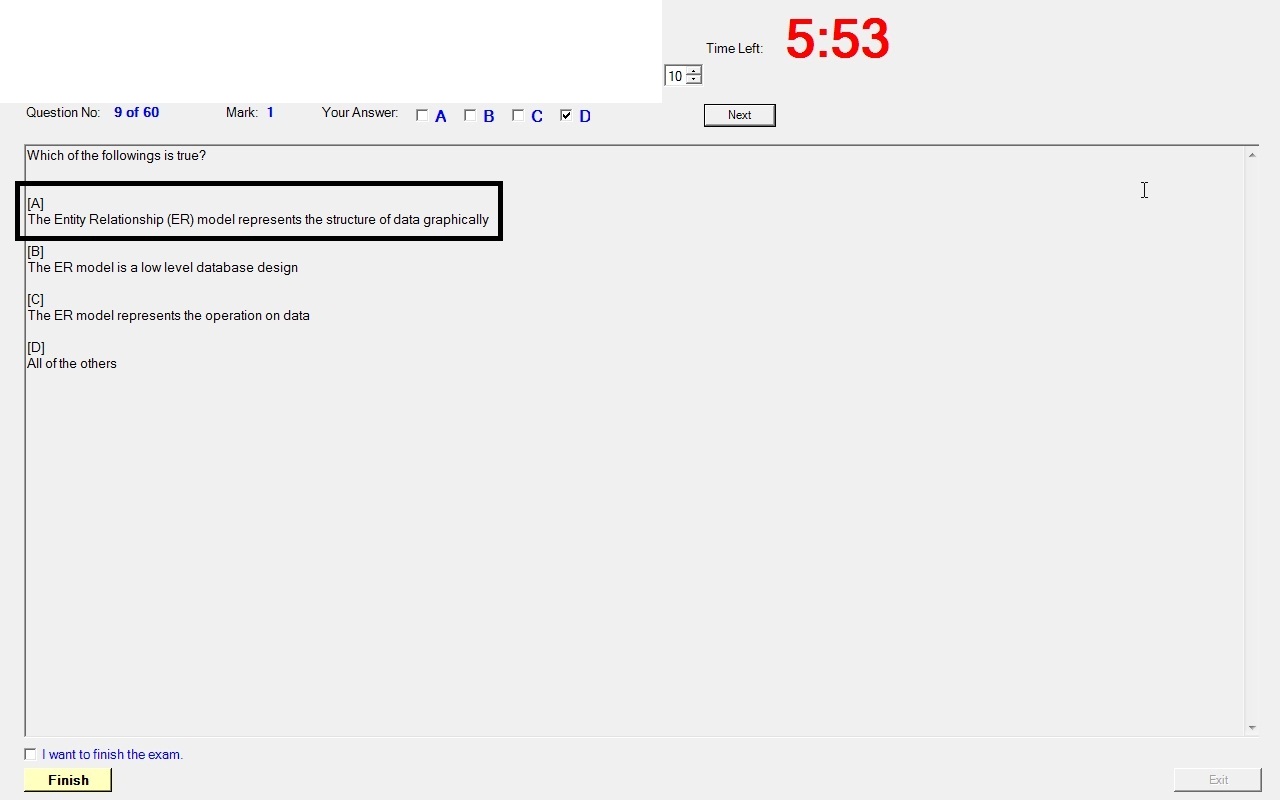 Time Left: 5:53
10
Question No: 9 of 60 Mark: 1 Your Answer: A B C D Next
Which of the followings is true?
[A]
The Entity Relationship (ER) model represents the structure of data graphically
[B]
The ER model is a low level database design
[C]
The ER model represents the operation on data
[D]
All of the others
I want to finish the exam.
Finish Exit